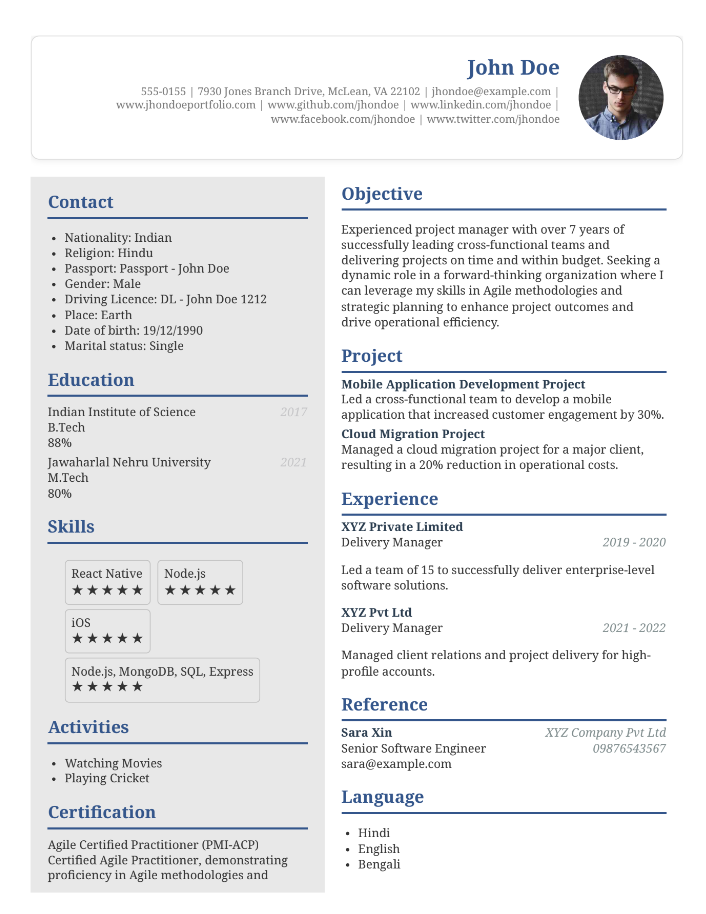 John Doe
555-0155 | 7930 Jones Branch Drive, McLean, VA 22102 | jhondoe@example.com |
www.jhondoeportfolio.com | www.github.com/jhondoe | www.linkedin.com/jhondoe |
www.facebook.com/jhondoe | www.twitter.com/jhondoe
Contact
• Nationality: Indian
• Religion: Hindu
• Passport: Passport - John Doe
• Gender: Male
• Driving Licence: DL - John Doe 1212
• Place: Earth
• Date of birth: 19/12/1990
• Marital status: Single
Education
Indian Institute of Science 2017
B.Tech
88%
Jawaharlal Nehru University 2021
M.Tech
80%
Skills
React Native Node.js
★★★★★ ★★★★★
iOS
★★★★★
Node.js, MongoDB, SQL, Express
★★★★★
Activities
• Watching Movies
• Playing Cricket
Certification
Agile Certified Practitioner (PMI-ACP)
Certified Agile Practitioner, demonstrating
proficiency in Agile methodologies and
Objective
Experienced project manager with over 7 years of
successfully leading cross-functional teams and
delivering projects on time and within budget. Seeking a
dynamic role in a forward-thinking organization where I
can leverage my skills in Agile methodologies and
strategic planning to enhance project outcomes and
drive operational efficiency.
Project
Mobile Application Development Project
Led a cross-functional team to develop a mobile
application that increased customer engagement by 30%.
Cloud Migration Project
Managed a cloud migration project for a major client,
resulting in a 20% reduction in operational costs.
Experience
XYZ Private Limited
Delivery Manager 2019 - 2020
Led a team of 15 to successfully deliver enterprise-level
software solutions.
XYZ Pvt Ltd
Delivery Manager 2021 - 2022
Managed client relations and project delivery for high-
profile accounts.
Reference
Sara Xin XYZ Company Pvt Ltd
Senior Software Engineer 09876543567
sara@example.com
Language
• Hindi
• English
• Bengali